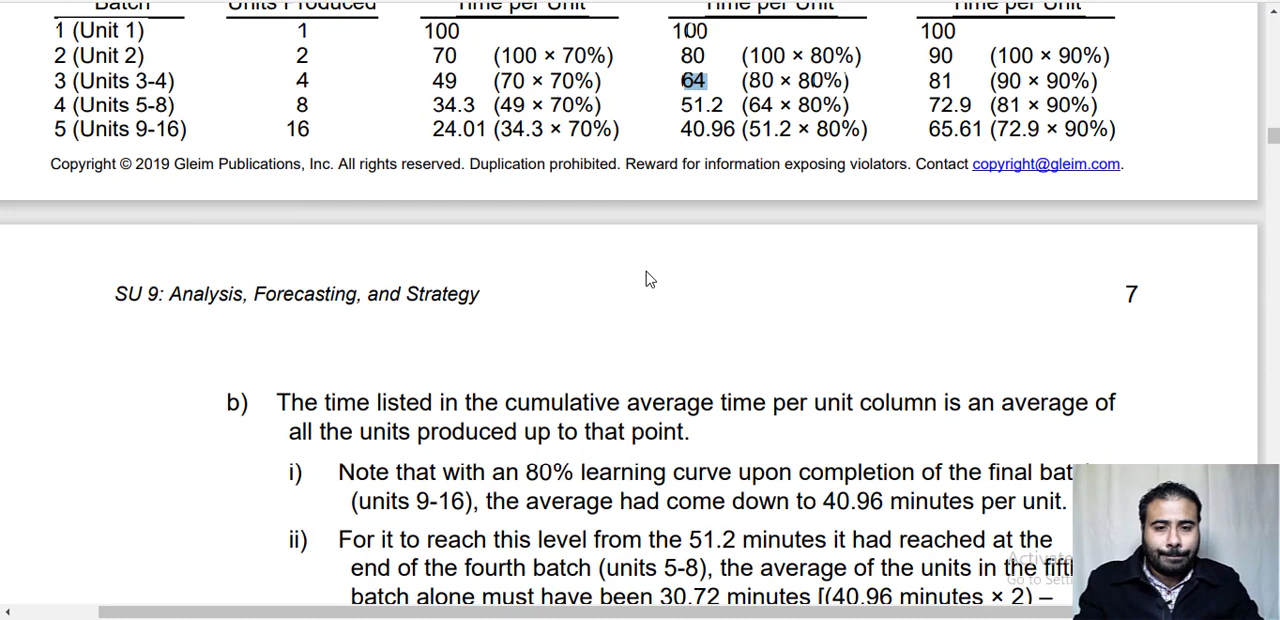 Batch Units Produced Time per Unit Time per Unit Time per Unit
1 (Unit 1) 1 100 100 100
2 (Unit 2) 2 70 (100 × 70%) 80 (100 × 80%) 90 (100 × 90%)
3 (Units 3-4) 4 49 (70 × 70%) 64 (80 × 80%) 81 (90 × 90%)
4 (Units 5-8) 8 34.3 (49 × 70%) 51.2 (64 × 80%) 72.9 (81 × 90%)
5 (Units 9-16) 16 24.01 (34.3 × 70%) 40.96 (51.2 × 80%) 65.61 (72.9 × 90%)
Copyright © 2019 Gleim Publications, Inc. All rights reserved. Duplication prohibited. Reward for information exposing violators. Contact copyright@gleim.com.
SU 9: Analysis, Forecasting, and Strategy 7
b) The time listed in the cumulative average time per unit column is an average of
all the units produced up to that point.
i) Note that with an 80% learning curve upon completion of the final
(units 9-16), the average had come down to 40.96 minutes per unit.
ii) For it to reach this level from the 51.2 minutes it had reached at the
end of the fourth batch (units 5-8), the average of the units in the
batch alone must have been 30.72 minutes [(40.96 minutes × 2) –